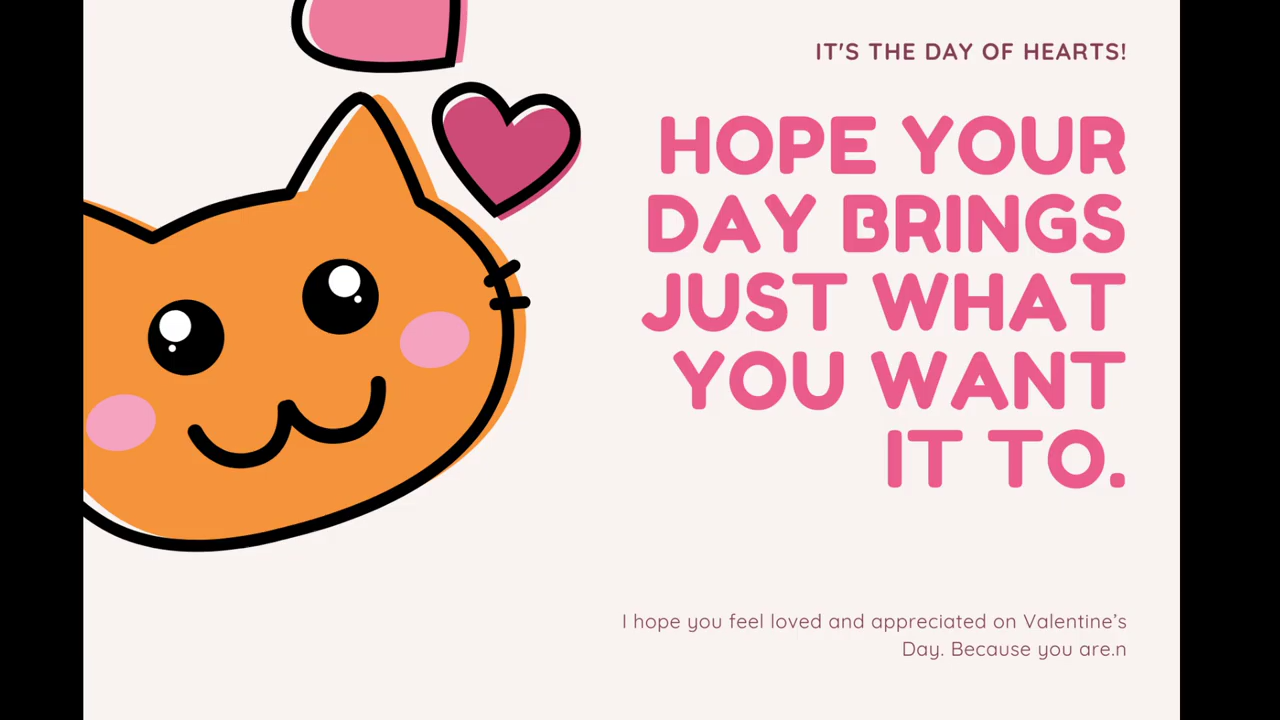 IT'S THE DAY OF HEARTS!
HOPE YOUR
DAY BRINGS
JUST WHAT
YOU WANT
IT TO.
I hope you feel loved and appreciated on Valentine’s
Day. Because you are.n